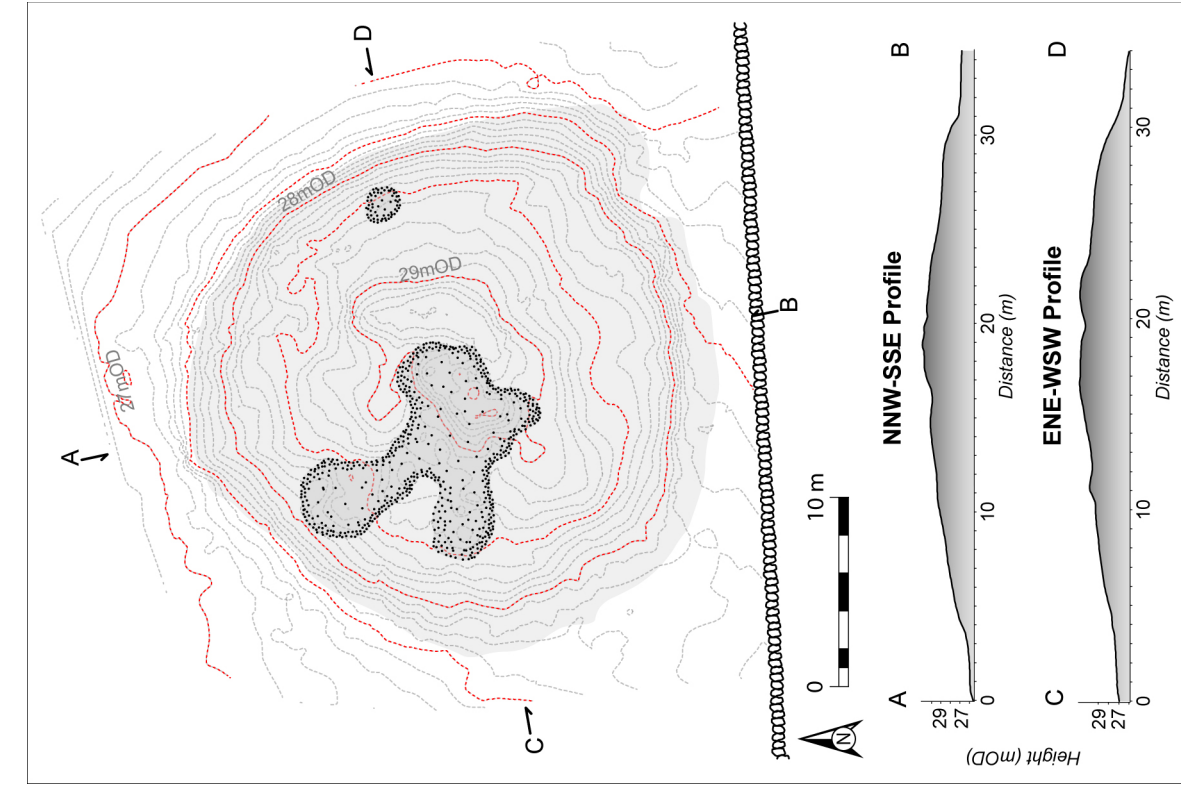 D
28mOD
29mOD
27mOD
A
B
C
0
10 m
N
NNW-SSE Profile
A
B
29
27
0
10
20
30
Distance (m)
ENE-WSW Profile
C
D
29
27
0
10
20
30
Distance (m)
Height (mOD)